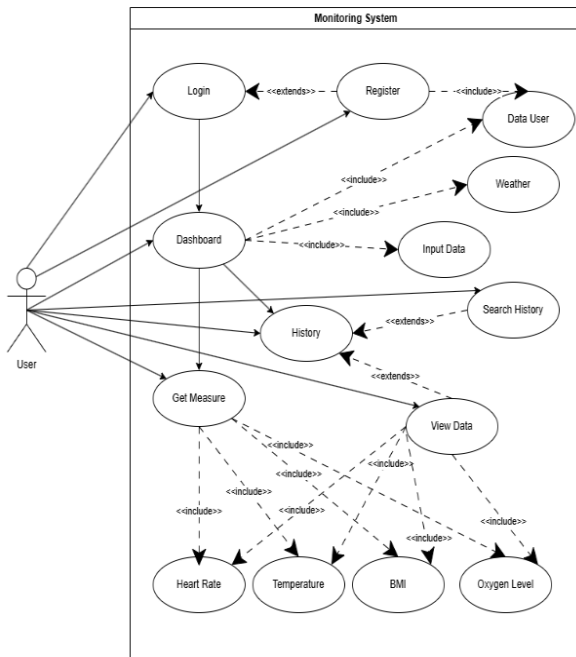 Monitoring System
Login
<<extends>>
Register
<<include>>
Data User
<<include>>
Weather
<<include>>
Dashboard
<<include>>
Input Data
Search History
<<extends>>
History
User
<<extends>>
Get Measure
View Data
<<include>>
<<include>>
<<include>>
<<include>>
<<include>>
<<include>>
<<include>>
<<include>>
Heart Rate
Temperature
BMI
Oxygen Level